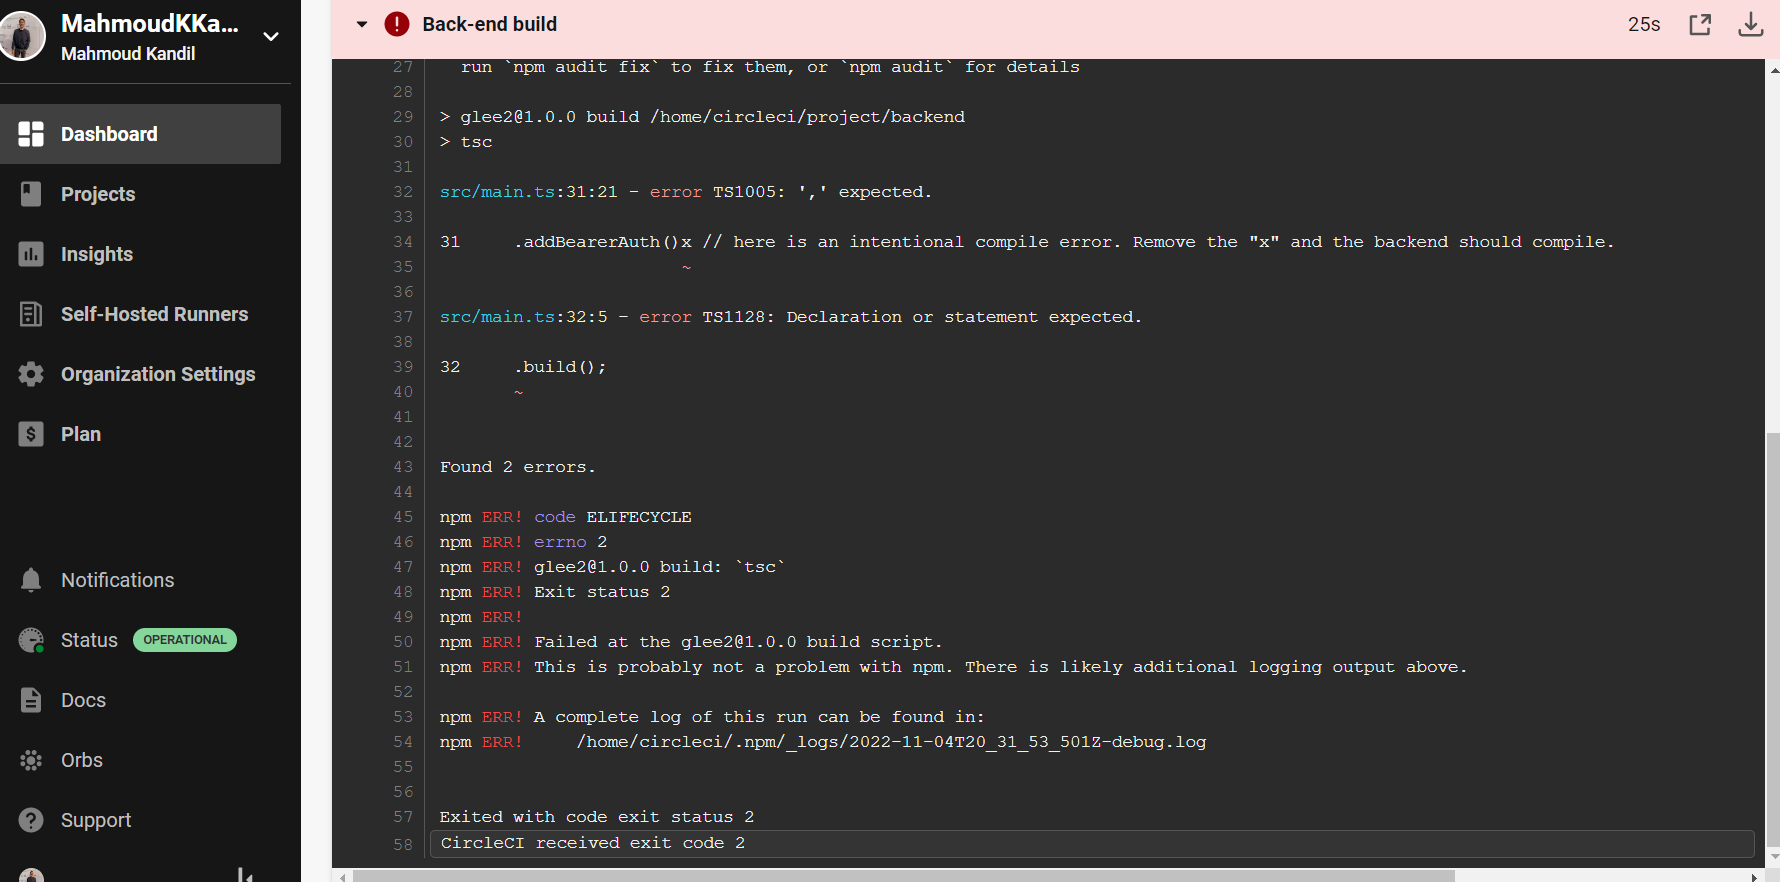 MahmoudKKa...
Mahmoud Kandil
Dashboard
Projects
Insights
Self-Hosted Runners
Organization Settings
Plan
Notifications
Status OPERATIONAL
Docs
Orbs
Support
Back-end build 25s
27 run `npm audit fix` to fix them, or `npm audit` for details
28
29 > glee2@1.0.0 build /home/circleci/project/backend
30 > tsc
31
32 src/main.ts:31:21 - error TS1005: ',' expected.
33
34 31     .addBearerAuth()x // here is an intentional compile error. Remove the "x" and the backend should compile.
35 ~
36
37 src/main.ts:32:5 - error TS1128: Declaration or statement expected.
38
39 32     .build();
40 ~
41
42
43 Found 2 errors.
44
45 npm ERR! code ELIFECYCLE
46 npm ERR! errno 2
47 npm ERR! glee2@1.0.0 build: `tsc`
48 npm ERR! Exit status 2
49 npm ERR!
50 npm ERR! Failed at the glee2@1.0.0 build script.
51 npm ERR! This is probably not a problem with npm. There is likely additional logging output above.
52
53 npm ERR! A complete log of this run can be found in:
54 npm ERR!     /home/circleci/.npm/_logs/2022-11-04T20_31_53_501Z-debug.log
55
56
57 Exited with code exit status 2
58 CircleCI received exit code 2